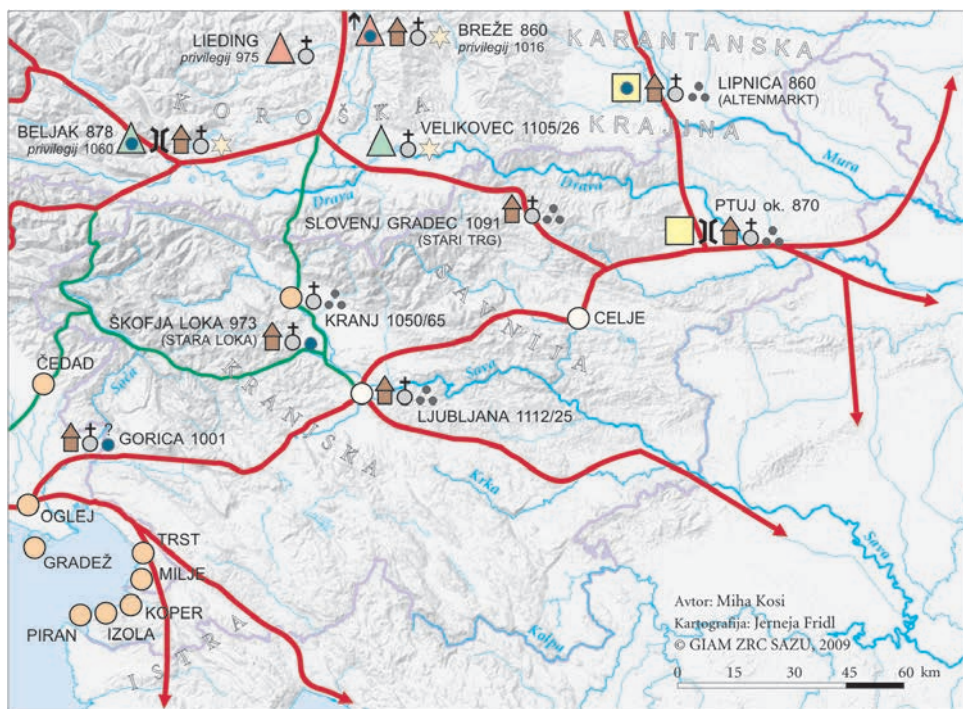 LIEDING
privilegij 975
BREŽE 860
privilegij 1016
KARANTANSKA
KRAJINA
LIPNICA 860
(ALTENMARKT)
KOROŠKA
BELJAK 878
privilegij 1060
VELIKOVEC 1105/26
Mura
Drava
Drava
PTUJ ok. 870
SLOVENJ GRADEC 1091
(STARI TRG)
SAVINJA
KRANJ 1050/65
ŠKOFJA LOKA 973
(STARA LOKA)
CELJE
ČEDAD
Soča
KRANJSKA
Sava
LJUBLJANA 1112/25
?
GORICA 1001
Krka
OGLEJ
TRST
GRADEŽ
MILJE
Sava
KOPER
IZOLA
PIRAN
Kolpa
ISTRA
Avtor: Miha Kosi
Kartografija: Jerneja Fridl
© GIAM ZRC SAZU, 2009
0 15 30 45 60 km